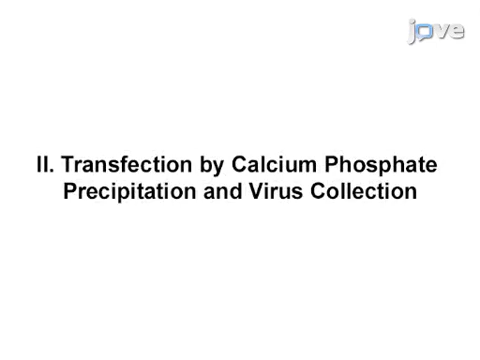 jove
II. Transfection by Calcium Phosphate
Precipitation and Virus Collection